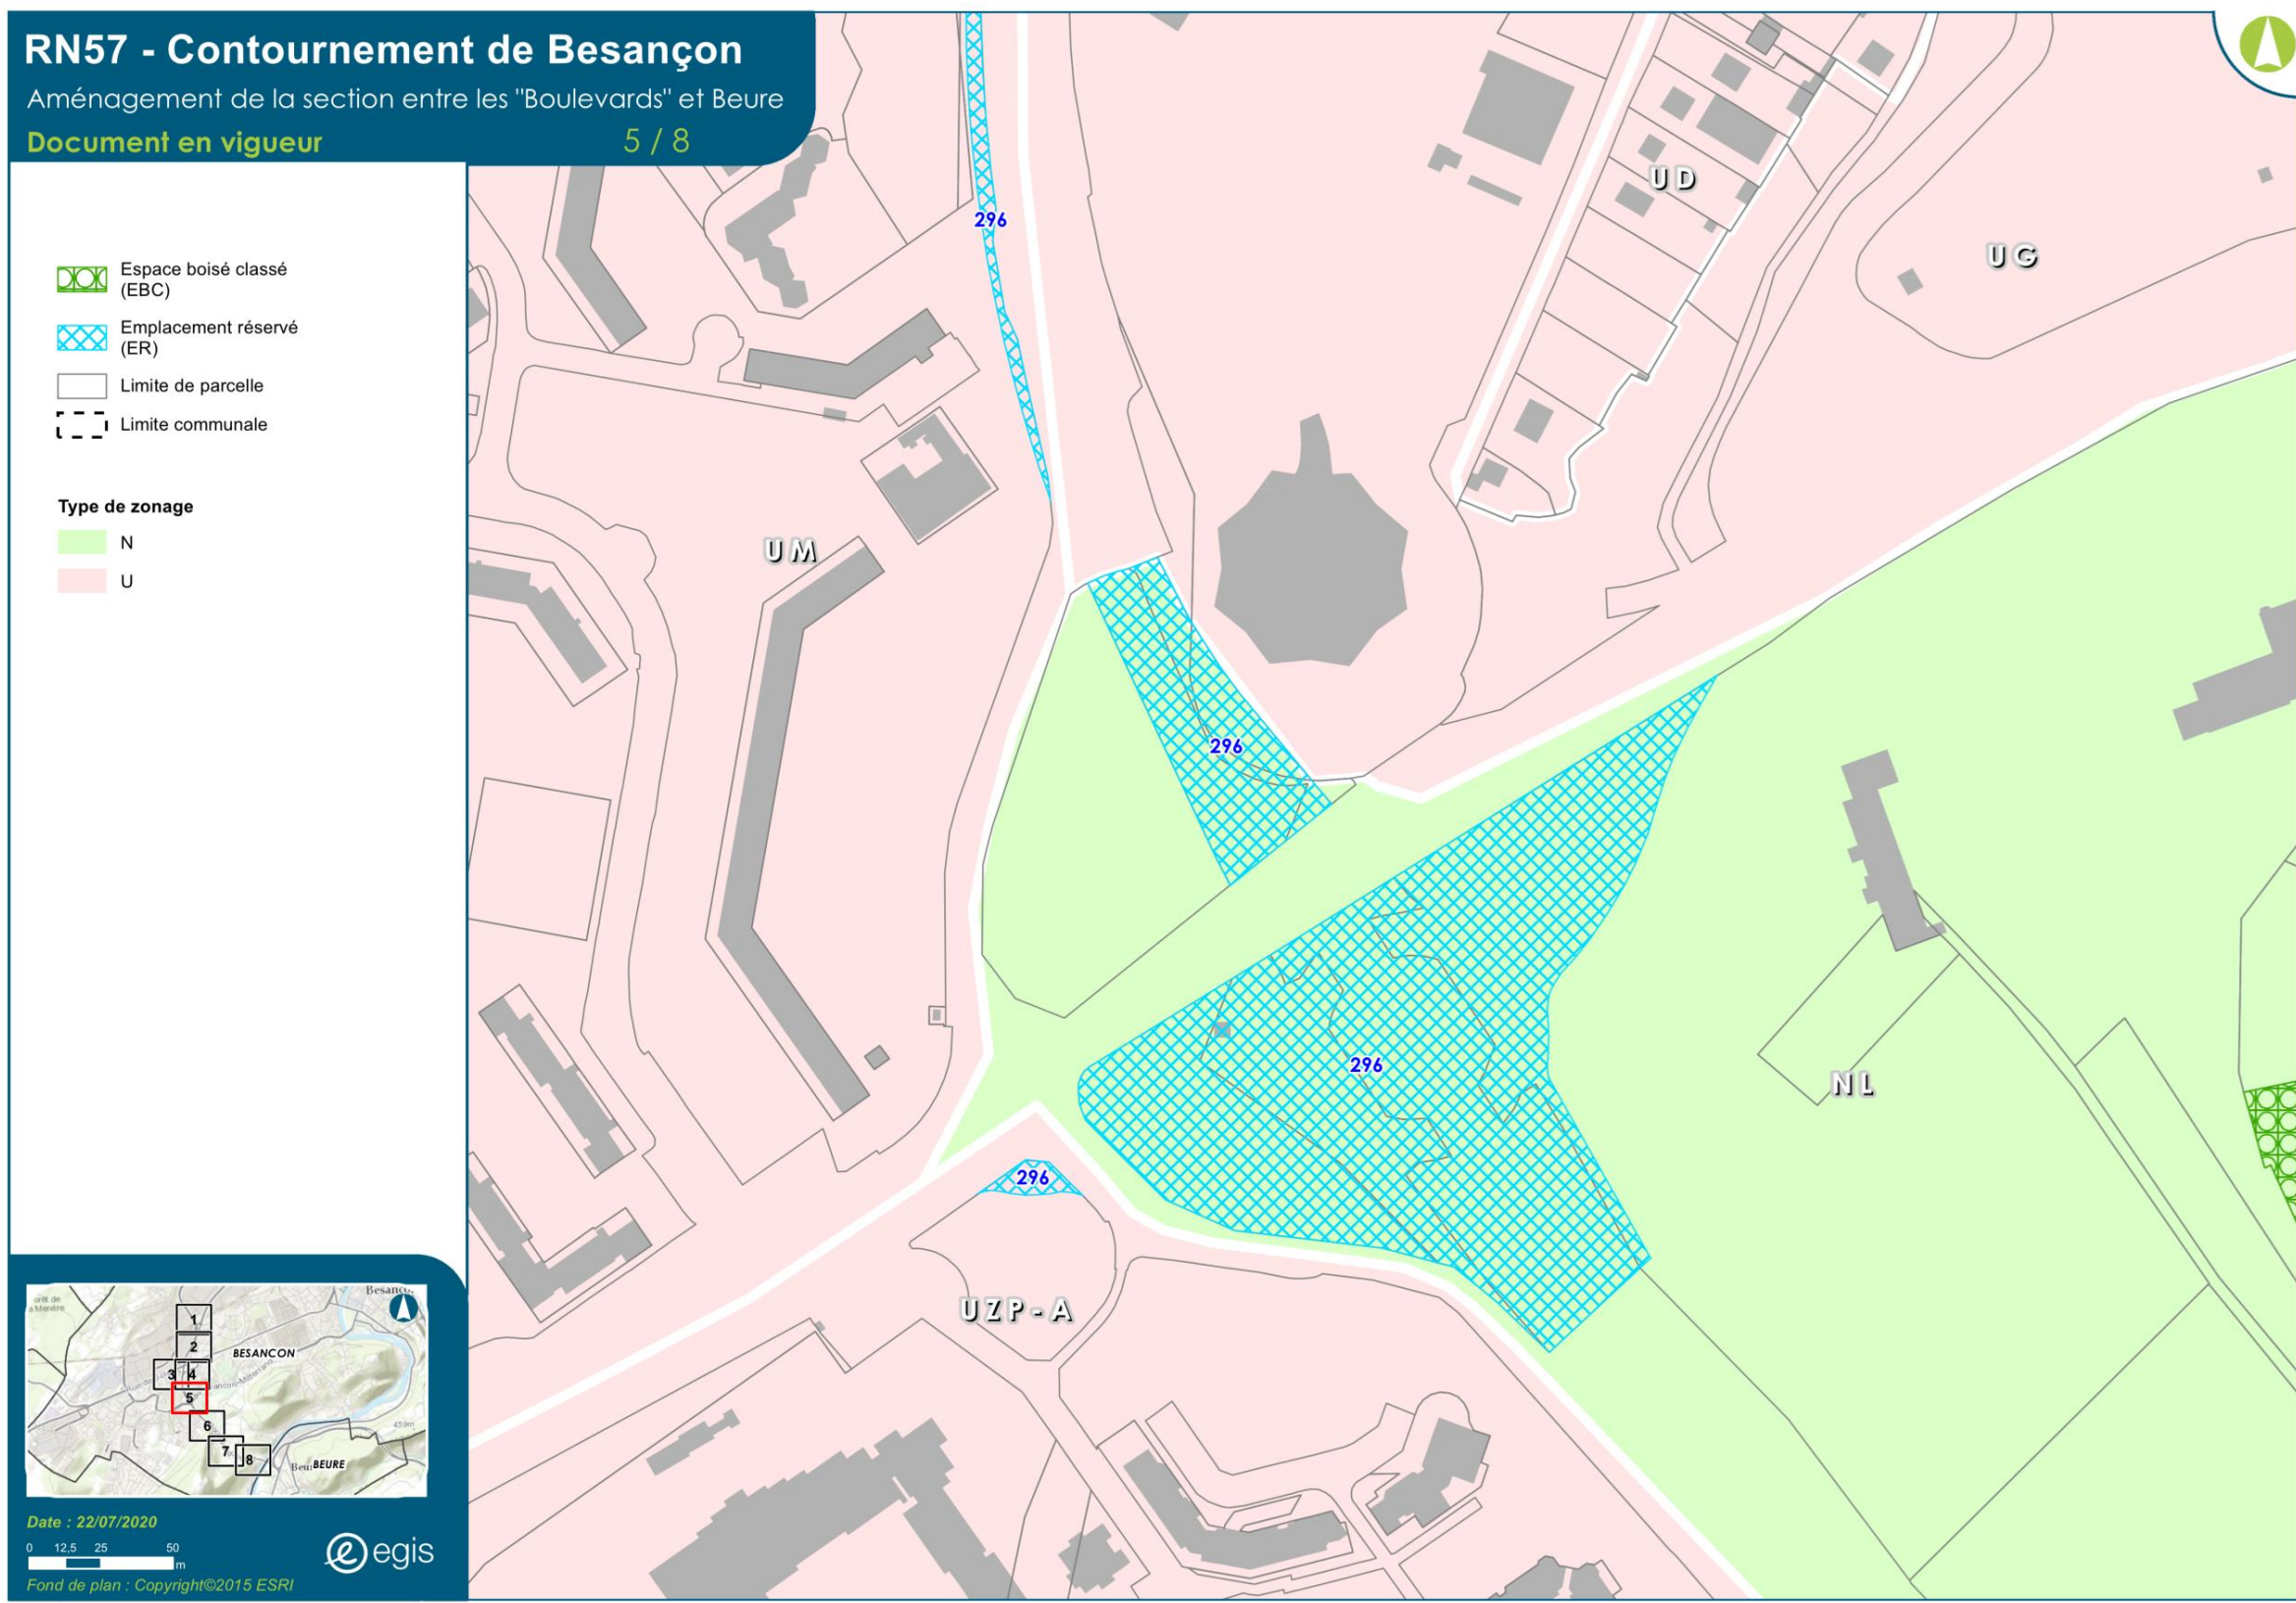 RN57 - Contournement de Besançon
Aménagement de la section entre les "Boulevards" et Beure
Document en vigueur 5 / 8
Espace boisé classé
(EBC)
Emplacement réservé
(ER)
Limite de parcelle
Limite communale
Type de zonage
N
U
296
UD
UG
UM
296
296
NL
296
UZP-A
Besanç
1
2
BESANCON
3
4
5
6
7
8
459m
BEURE
Date : 22/07/2020
0 12,5 25 50
m
egis
Fond de plan : Copyright©2015 ESRI